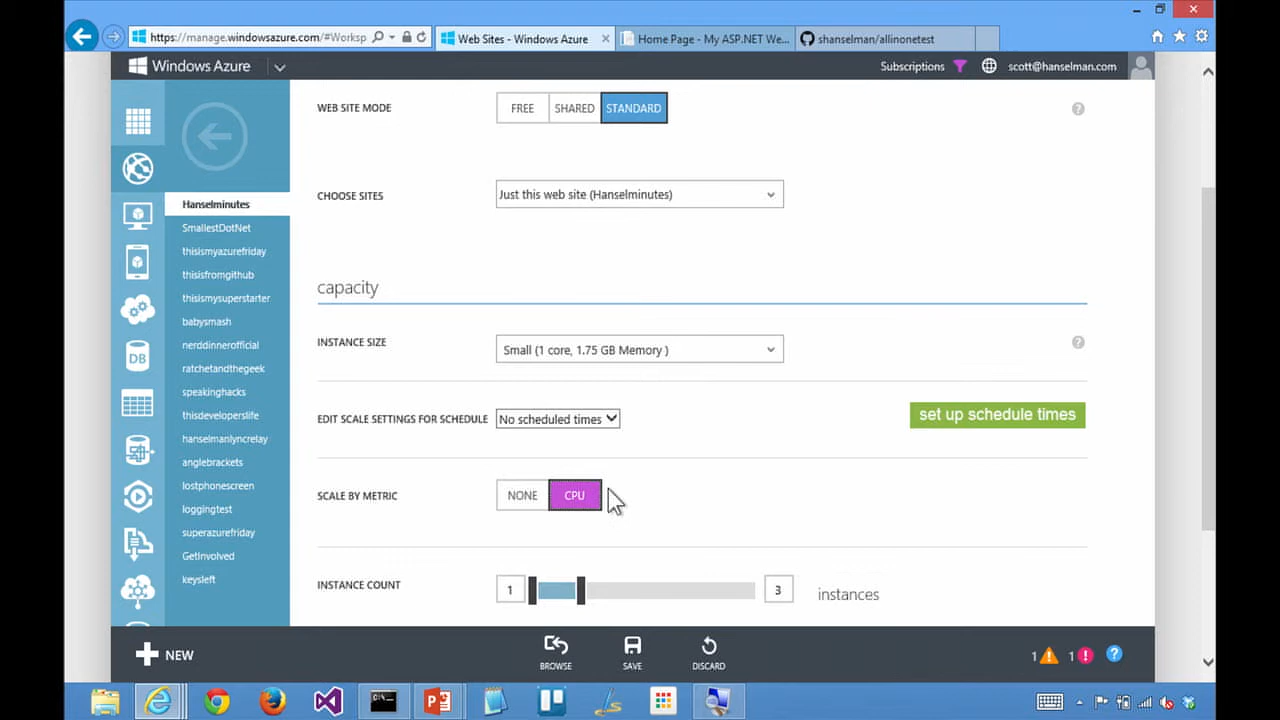 https://manage.windowsazure.com/#Worksp
Web Sites - Windows Azure
Home Page - My ASP.NET We...
shanselman/allinonetest
Windows Azure
Subscriptions
scott@hanselman.com
WEB SITE MODE
FREE
SHARED
STANDARD
CHOOSE SITES
Just this web site (Hanselminutes)
Hanselminutes
SmallestDotNet
thisismyazurefriday
thisisfromgithub
thisismysuperstarter
babysmash
nerddinnerofficial
ratchetandthegeek
speakinghacks
thisdeveloperslife
hanselmanlyncrelay
anglebrackets
lostphonescreen
loggingtest
superazurefriday
GetInvolved
keysleft
DB
capacity
INSTANCE SIZE
Small (1 core, 1.75 GB Memory )
EDIT SCALE SETTINGS FOR SCHEDULE
No scheduled times
set up schedule times
SCALE BY METRIC
NONE
CPU
INSTANCE COUNT
1
3
instances
NEW
BROWSE
SAVE
DISCARD
1
1